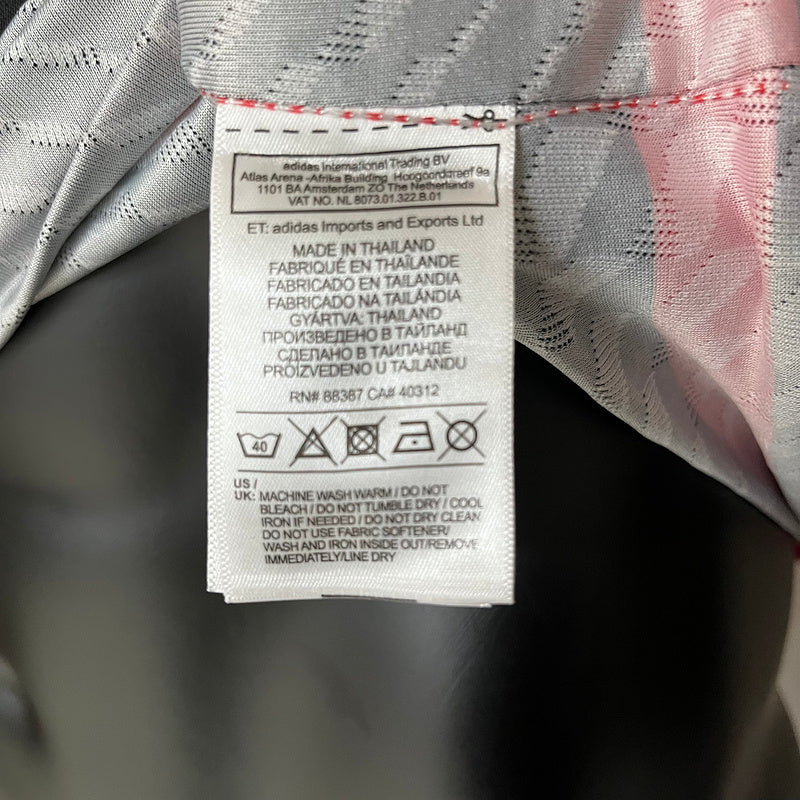 adidas International Trading BV
Atlas Arena -Afrika Building Hoogoordareef 9a
1101 BA Amsterdam ZO The Netherlands
VAT NO. NL 8073.01.322.B.01
ET: adidas Imports and Exports Ltd
MADE IN THAILAND
FABRIQUÉ EN THAÏLANDE
FABRICADO EN TAILANDIA
FABRICADO NA TAILÂNDIA
GYÁRTVA: THAILAND
ПРОИЗВЕДЕНО В ТАИЛАНД
СДЕЛАНО В ТАИЛАНДЕ
PROIZVEDENO U TAJLANDU
RN# 88387 CA# 40312
40
US /
UK: MACHINE WASH WARM / DO NOT
BLEACH / DO NOT TUMBLE DRY / COOL
IRON IF NEEDED / DO NOT DRY CLEAN
DO NOT USE FABRIC SOFTENER/
WASH AND IRON INSIDE OUT/REMOVE
IMMEDIATELY/LINE DRY